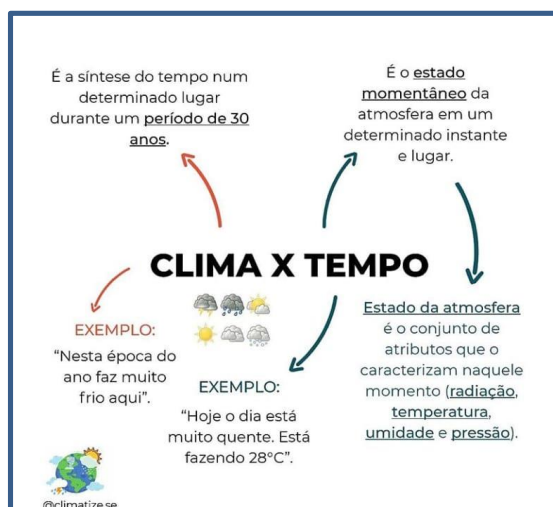 É a síntese do tempo num
determinado lugar
durante um período de 30
anos.
É o estado
momentâneo da
atmosfera em um
determinado instante
e lugar.
CLIMA X TEMPO
EXEMPLO:
“Nesta época do
ano faz muito
frio aqui”.
EXEMPLO:
“Hoje o dia está
muito quente. Está
fazendo 28°C”.
Estado da atmosfera
é o conjunto de
atributos que o
caracterizam naquele
momento (radiação,
temperatura,
umidade e pressão).
@climatize.se